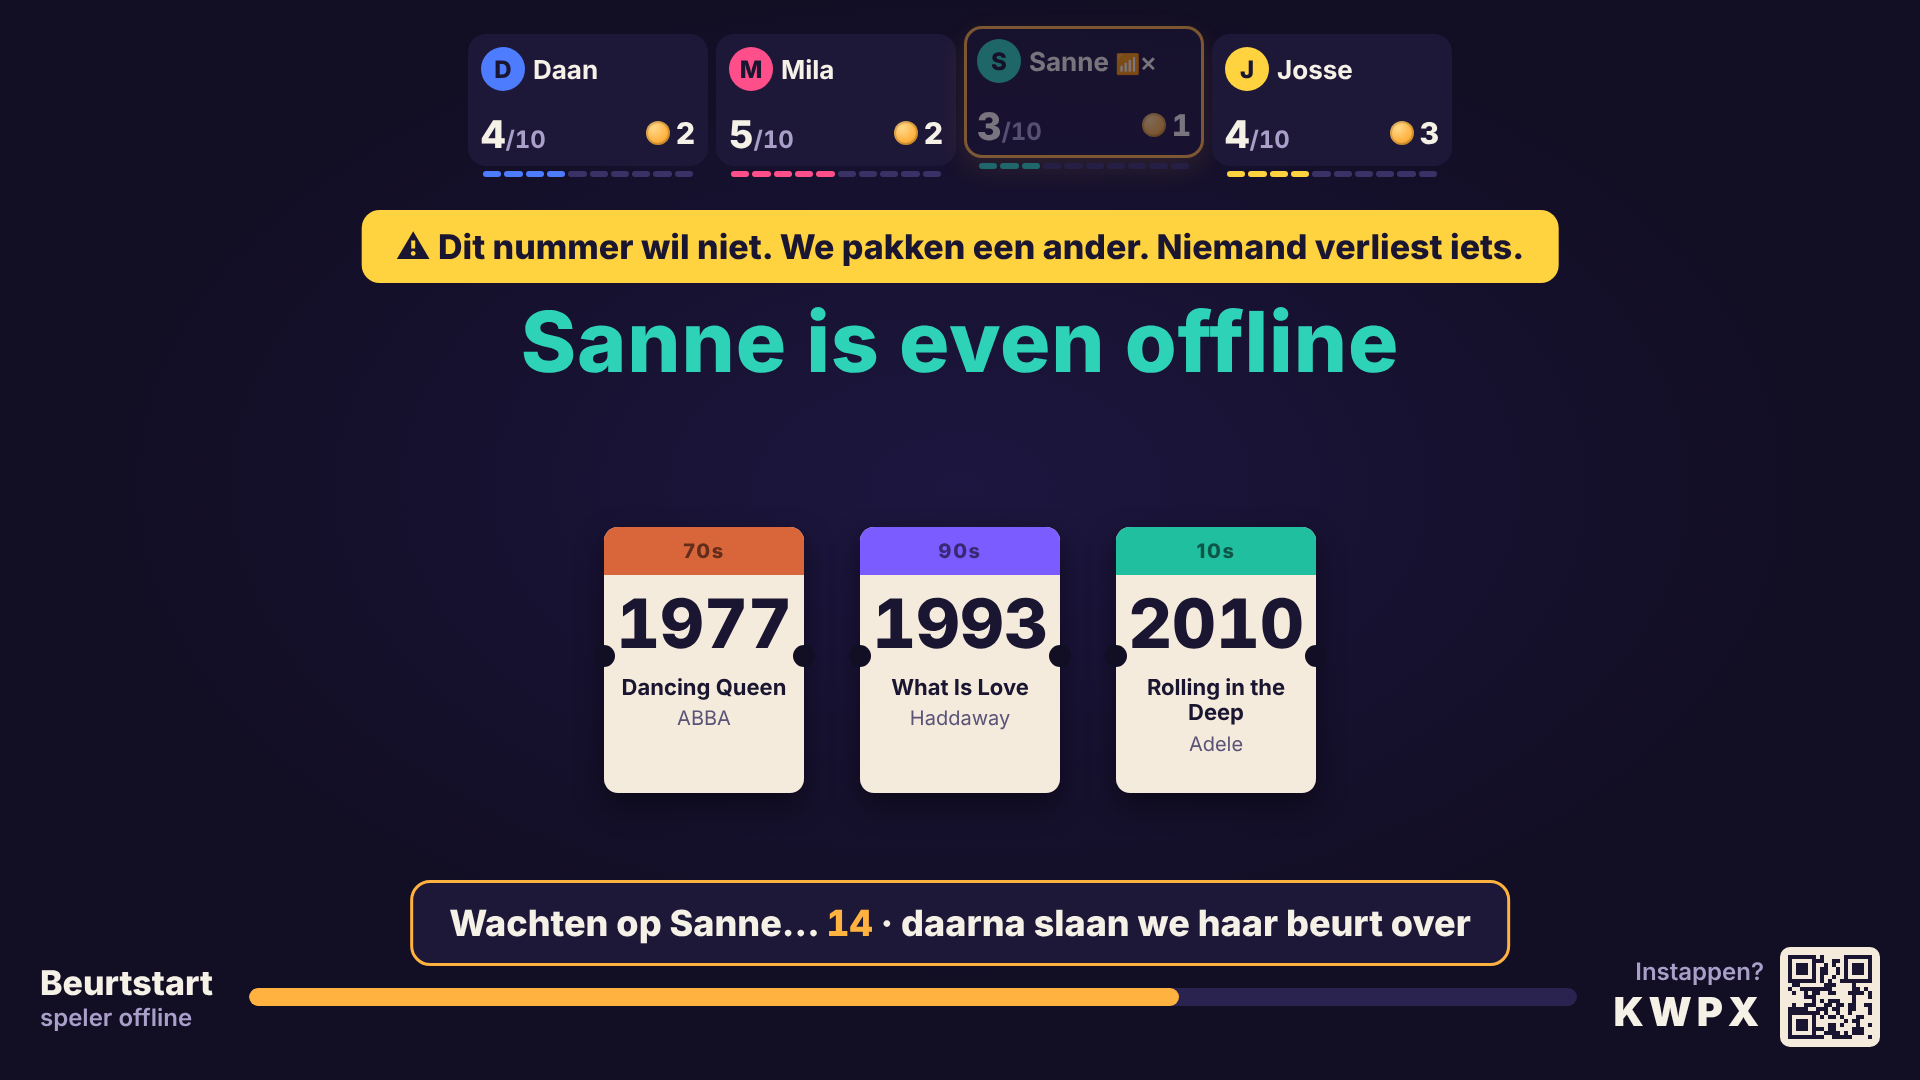 D Daan
4/10 2
M Mila
5/10 2
S Sanne 📶×
3/10 1
J Josse
4/10 3
⚠ Dit nummer wil niet. We pakken een ander. Niemand verliest iets.
Sanne is even offline
70s
1977
Dancing Queen
ABBA
90s
1993
What Is Love
Haddaway
10s
2010
Rolling in the
Deep
Adele
Wachten op Sanne... 14 · daarna slaan we haar beurt over
Beurtstart
speler offline
Instappen?
KWPX